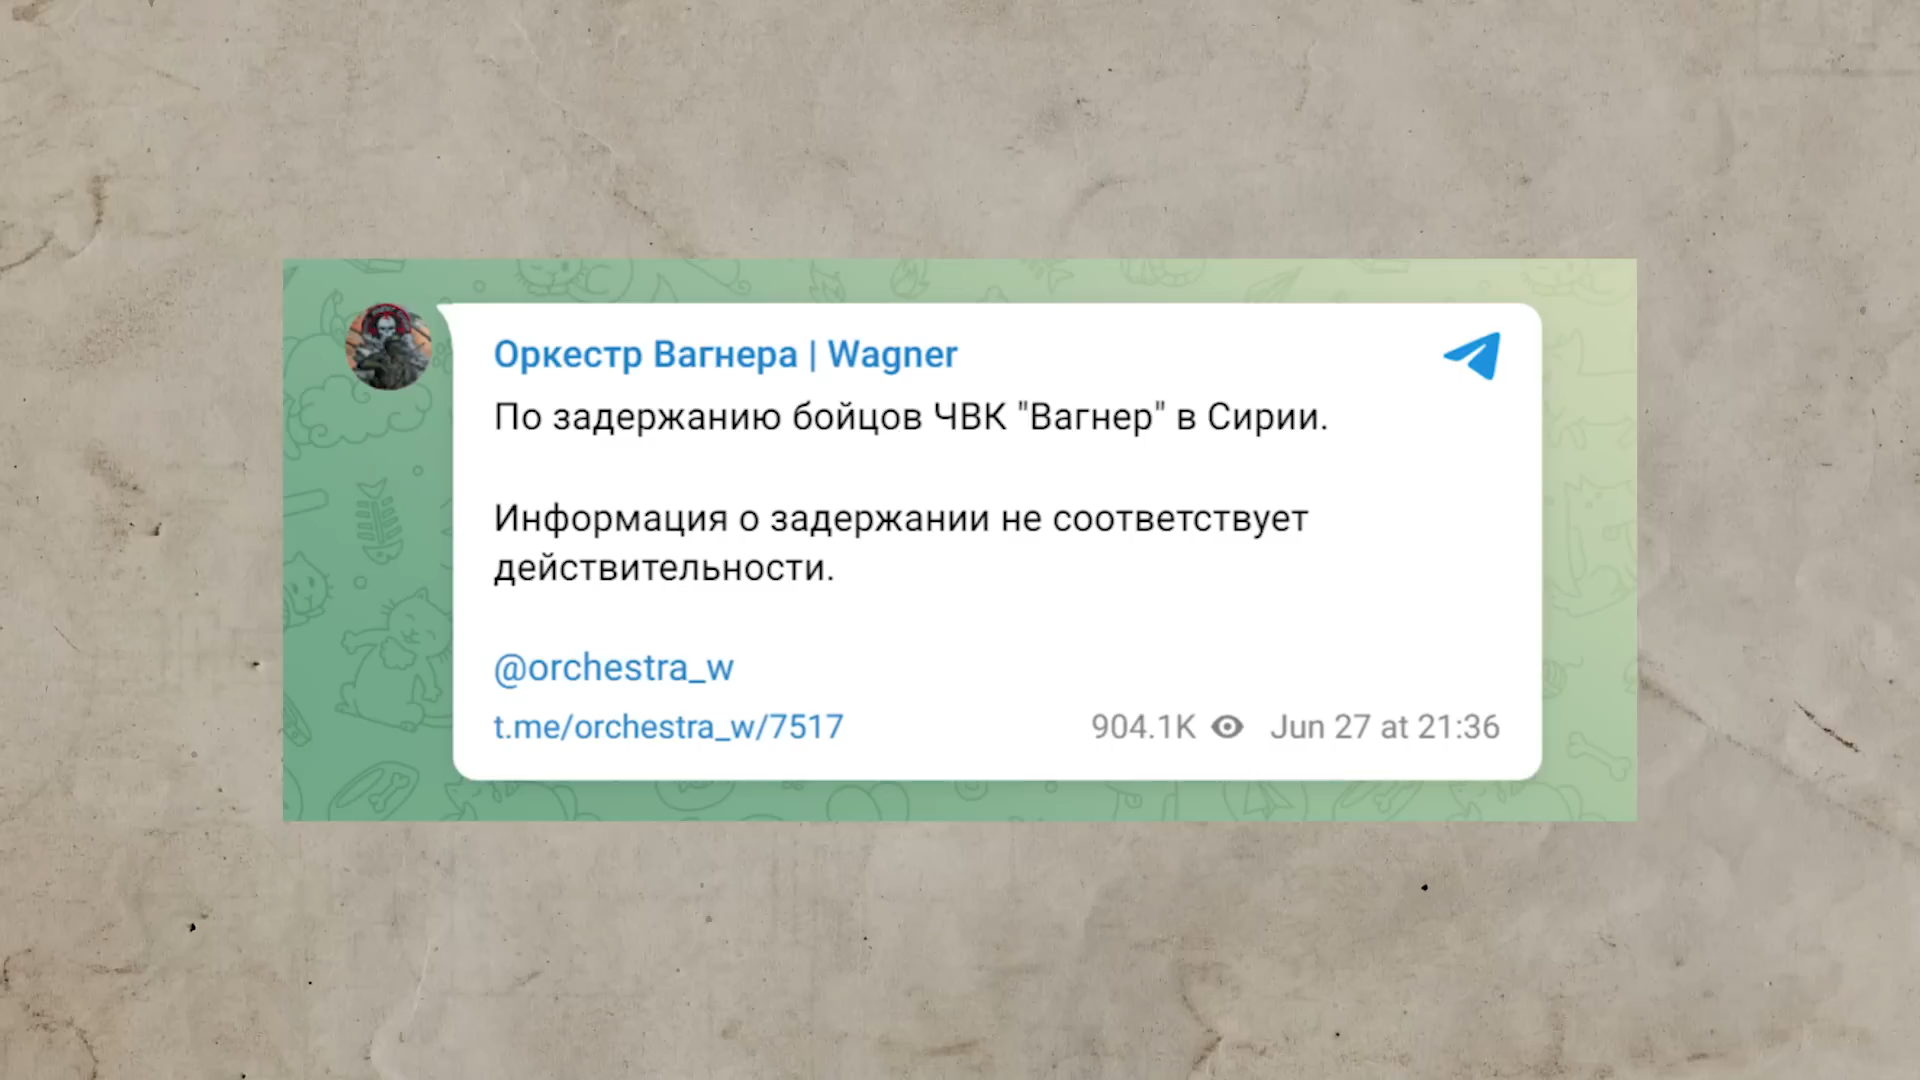 Оркестр Вагнера | Wagner
По задержанию бойцов ЧВК "Вагнер" в Сирии.
Информация о задержании не соответствует
действительности.
@orchestra_w
t.me/orchestra_w/7517
904.1K Jun 27 at 21:36